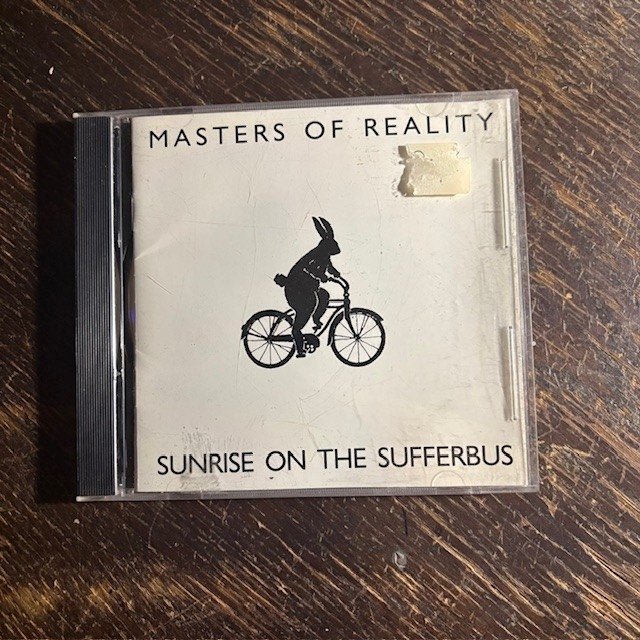 MASTERS OF REALITY
SUNRISE ON THE SUFFERBUS